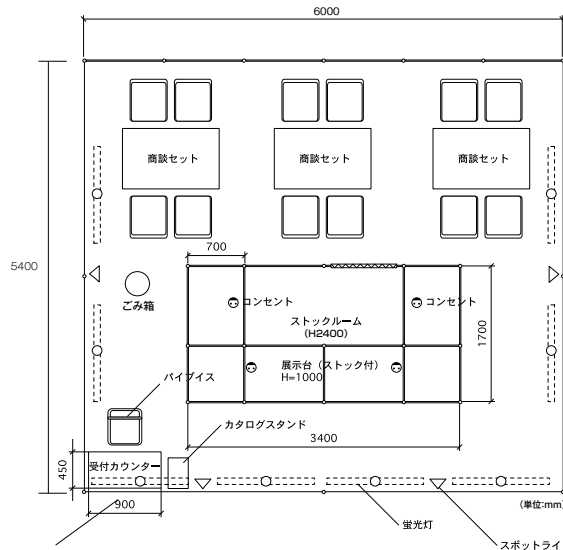 6000
商談セット
商談セット
商談セット
5400
700
ごみ箱
コンセント
コンセント
ストックルーム
(H2400)
1700
展示台（ストック付）
H=1000
パイプイス
カタログスタンド
3400
受付カウンター
450
900
(単位:mm)
蛍光灯
スポットライ